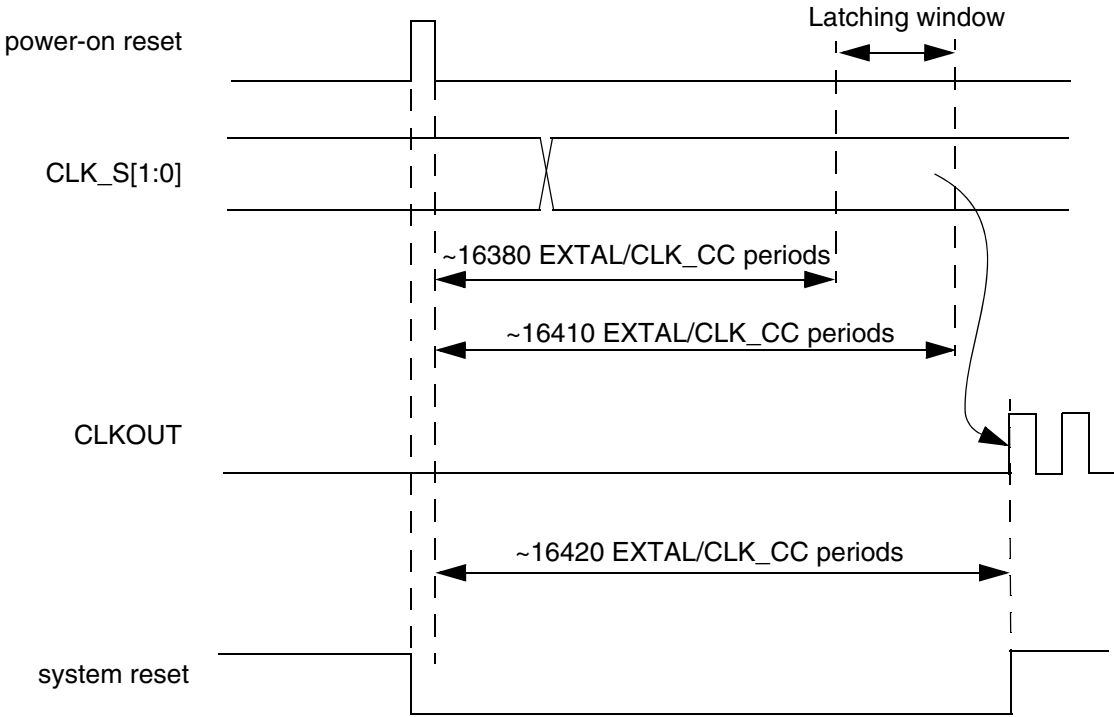 Latching window
power-on reset
CLK_S[1:0]
~16380 EXTAL/CLK_CC periods
~16410 EXTAL/CLK_CC periods
CLKOUT
~16420 EXTAL/CLK_CC periods
system reset